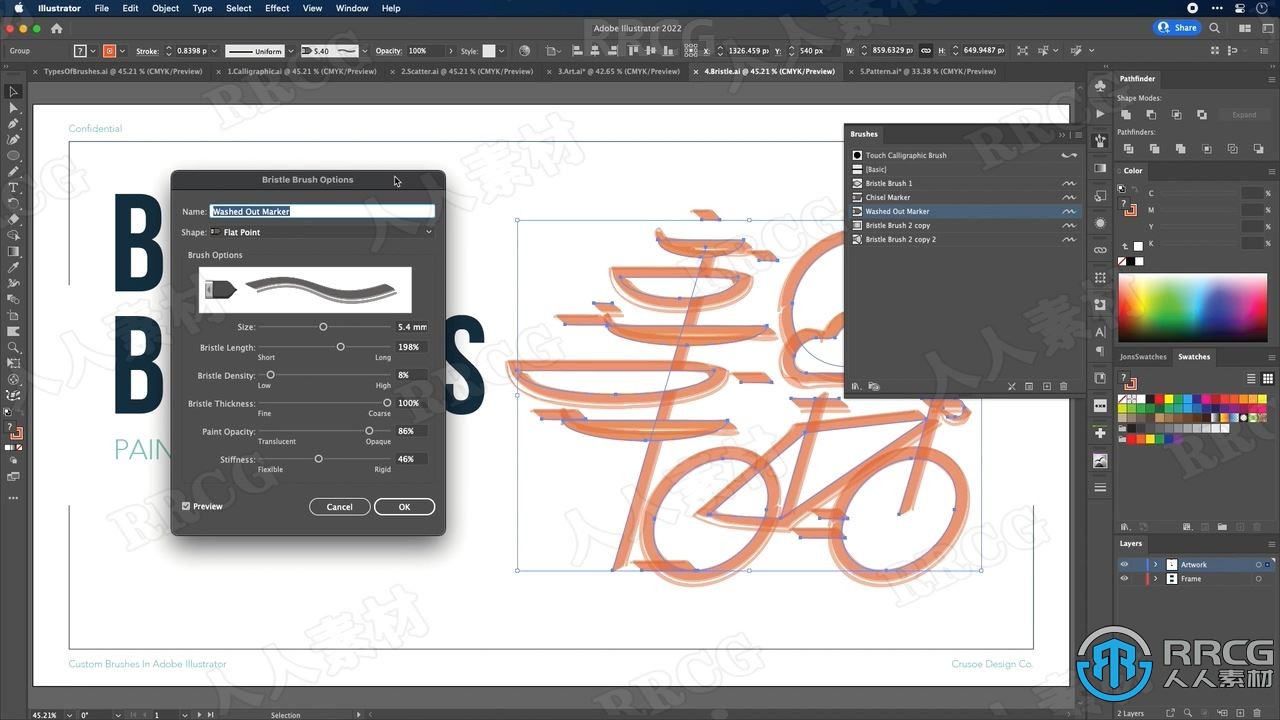 Illustrator File Edit Object Type Select Effect View Window Help
Adobe Illustrator 2022
Share
Group
Stroke: 0.8398 p
Uniform
5.40
Opacity: 100%
Style:
X: 1326.459 p
Y: 540 px
W: 859.6329 p
H: 649.9487 p
TypesOfBrushes.ai @ 45.21 % (CMYK/Preview)
1.Calligraphic.ai @ 45.21 % (CMYK/Preview)
2.Scatter.ai @ 45.21 % (CMYK/Preview)
3.Art.ai* @ 42.65 % (CMYK/Preview)
4.Bristle.ai @ 45.21 % (CMYK/Preview)
5.Pattern.ai* @ 33.38 % (CMYK/Preview)
Confidential
B
B S
PAIN
Custom Brushes In Adobe Illustrator
Crusoe Design Co.
Bristle Brush Options
Name: Washed Out Marker
Shape: Flat Point
Brush Options
Size: 5.4 mm
Bristle Length: 198%
Short Long
Bristle Density: 8%
Low High
Bristle Thickness: 100%
Fine Coarse
Paint Opacity: 86%
Translucent Opaque
Stiffness: 46%
Flexible Rigid
Preview
Cancel OK
Brushes
Touch Calligraphic Brush
[Basic]
Bristle Brush 1
Chisel Marker
Washed Out Marker
Bristle Brush 2 copy
Bristle Brush 2 copy 2
Pathfinder
Shape Modes:
Expand
Pathfinders:
Color
C %
M %
Y %
K %
JonsSwatches Swatches
Layers
Artwork
Frame
2 Layers
45.21% 0° 1 Selection
RRCG
人人素材